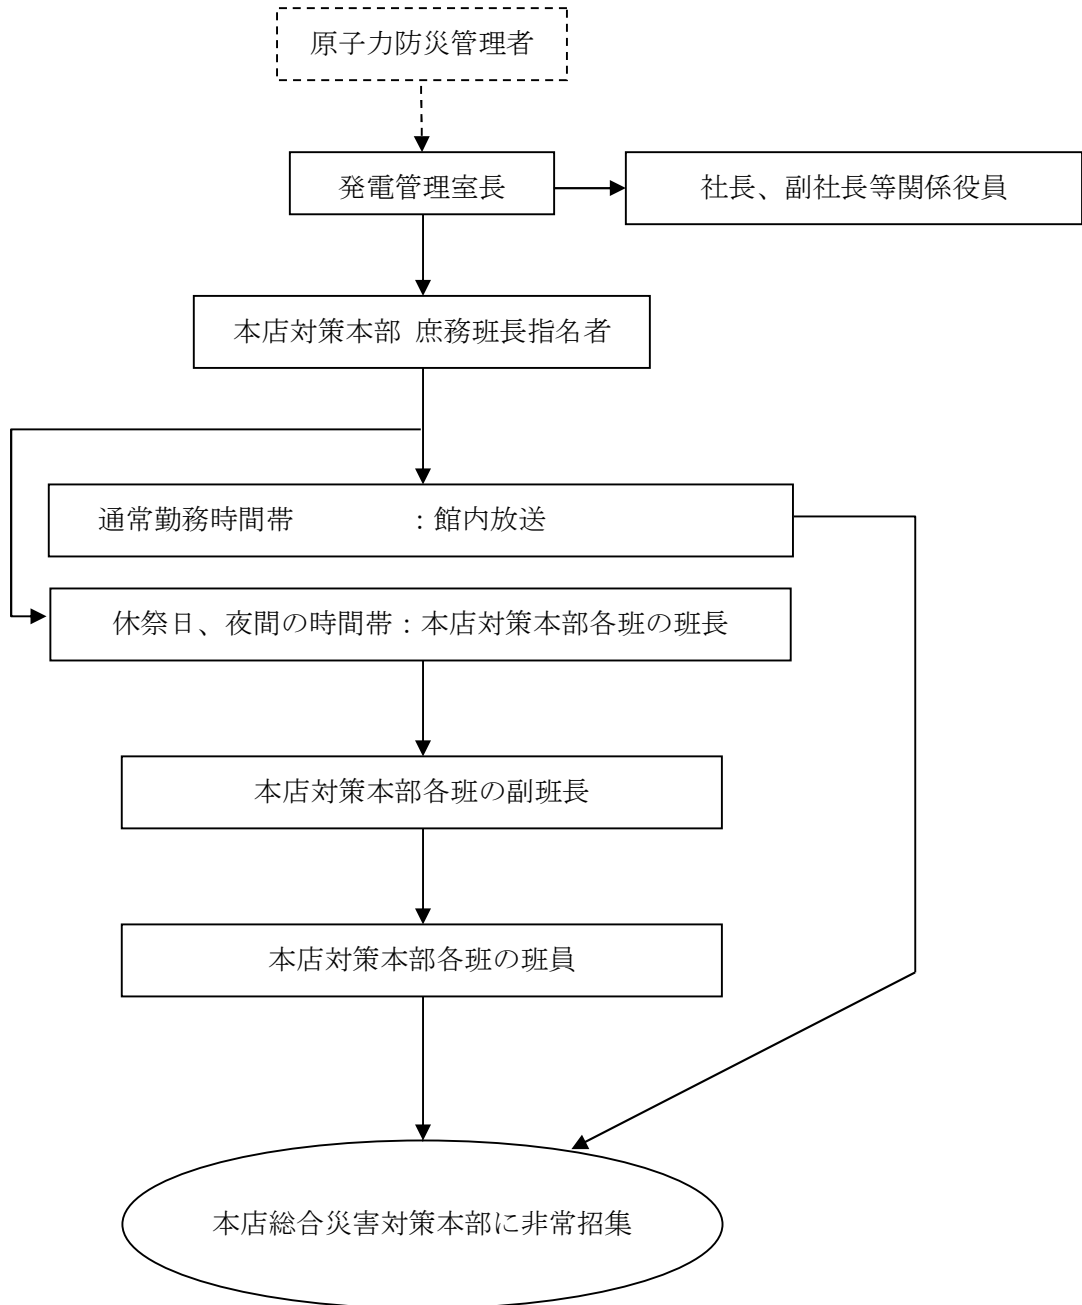 原子力防災管理者
発電管理室長
社長、副社長等関係役員
本店対策本部 庶務班長指名者
通常勤務時間帯　　　　：館内放送
休祭日、夜間の時間帯：本店対策本部各班の班長
本店対策本部各班の副班長
本店対策本部各班の班員
本店総合災害対策本部に非常招集